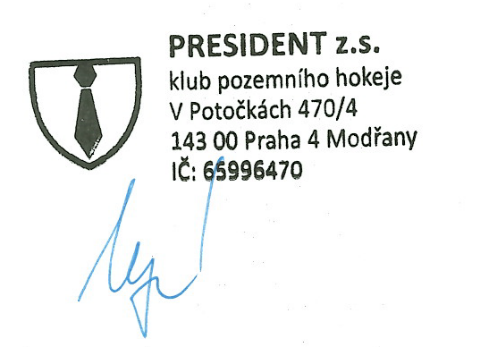 PRESIDENT z.s.
klub pozemního hokeje
V Potočkách 470/4
143 00 Praha 4 Modřany
IČ: 65996470